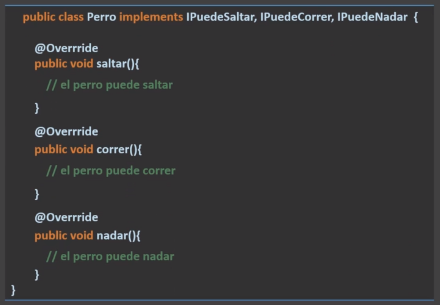 public class Perro implements IPuedeSaltar, IPuedeCorrer, IPuedeNadar {
@Overrride
public void saltar(){
// el perro puede saltar
}
@Overrride
public void correr(){
// el perro puede correr
}
@Overrride
public void nadar(){
// el perro puede nadar
}
}